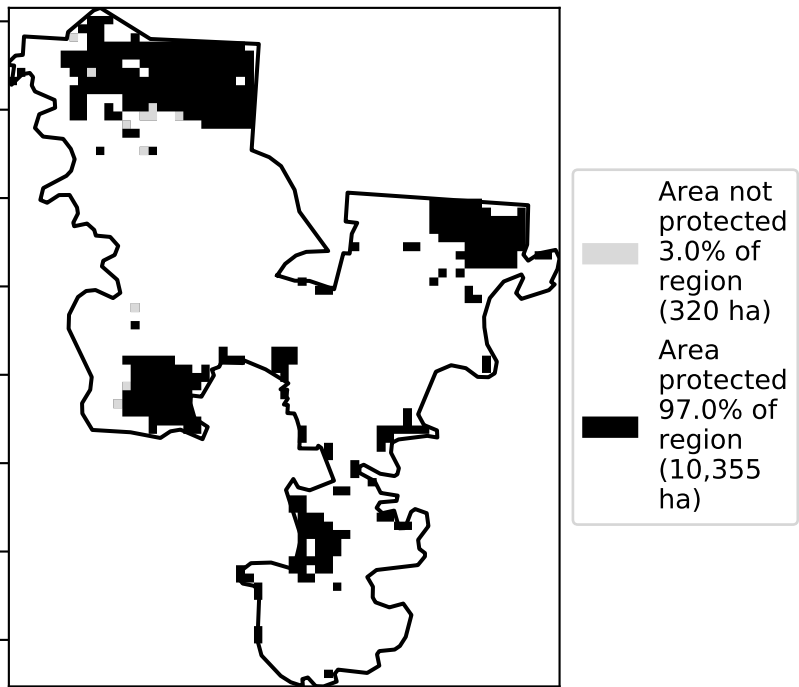 Area not
protected
3.0% of
region
(320 ha)
Area
protected
97.0% of
region
(10,355
ha)